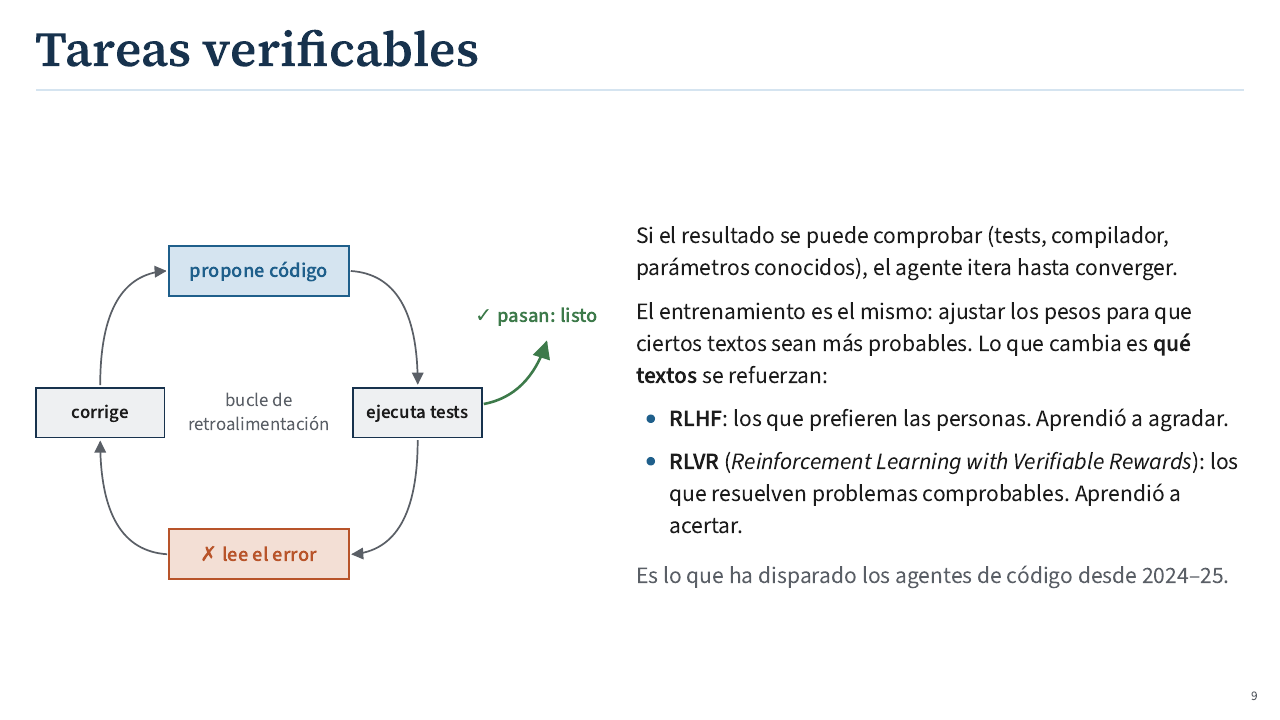 Tareas verificables
propone código
✓ pasan: listo
corrige
bucle de
retroalimentación
ejecuta tests
✗ lee el error
Si el resultado se puede comprobar (tests, compilador,
parámetros conocidos), el agente itera hasta converger.
El entrenamiento es el mismo: ajustar los pesos para que
ciertos textos sean más probables. Lo que cambia es qué
textos se refuerzan:
• RLHF: los que prefieren las personas. Aprendió a agradar.
• RLVR (Reinforcement Learning with Verifiable Rewards): los
que resuelven problemas comprobables. Aprendió a
acertar.
Es lo que ha disparado los agentes de código desde 2024–25.
9